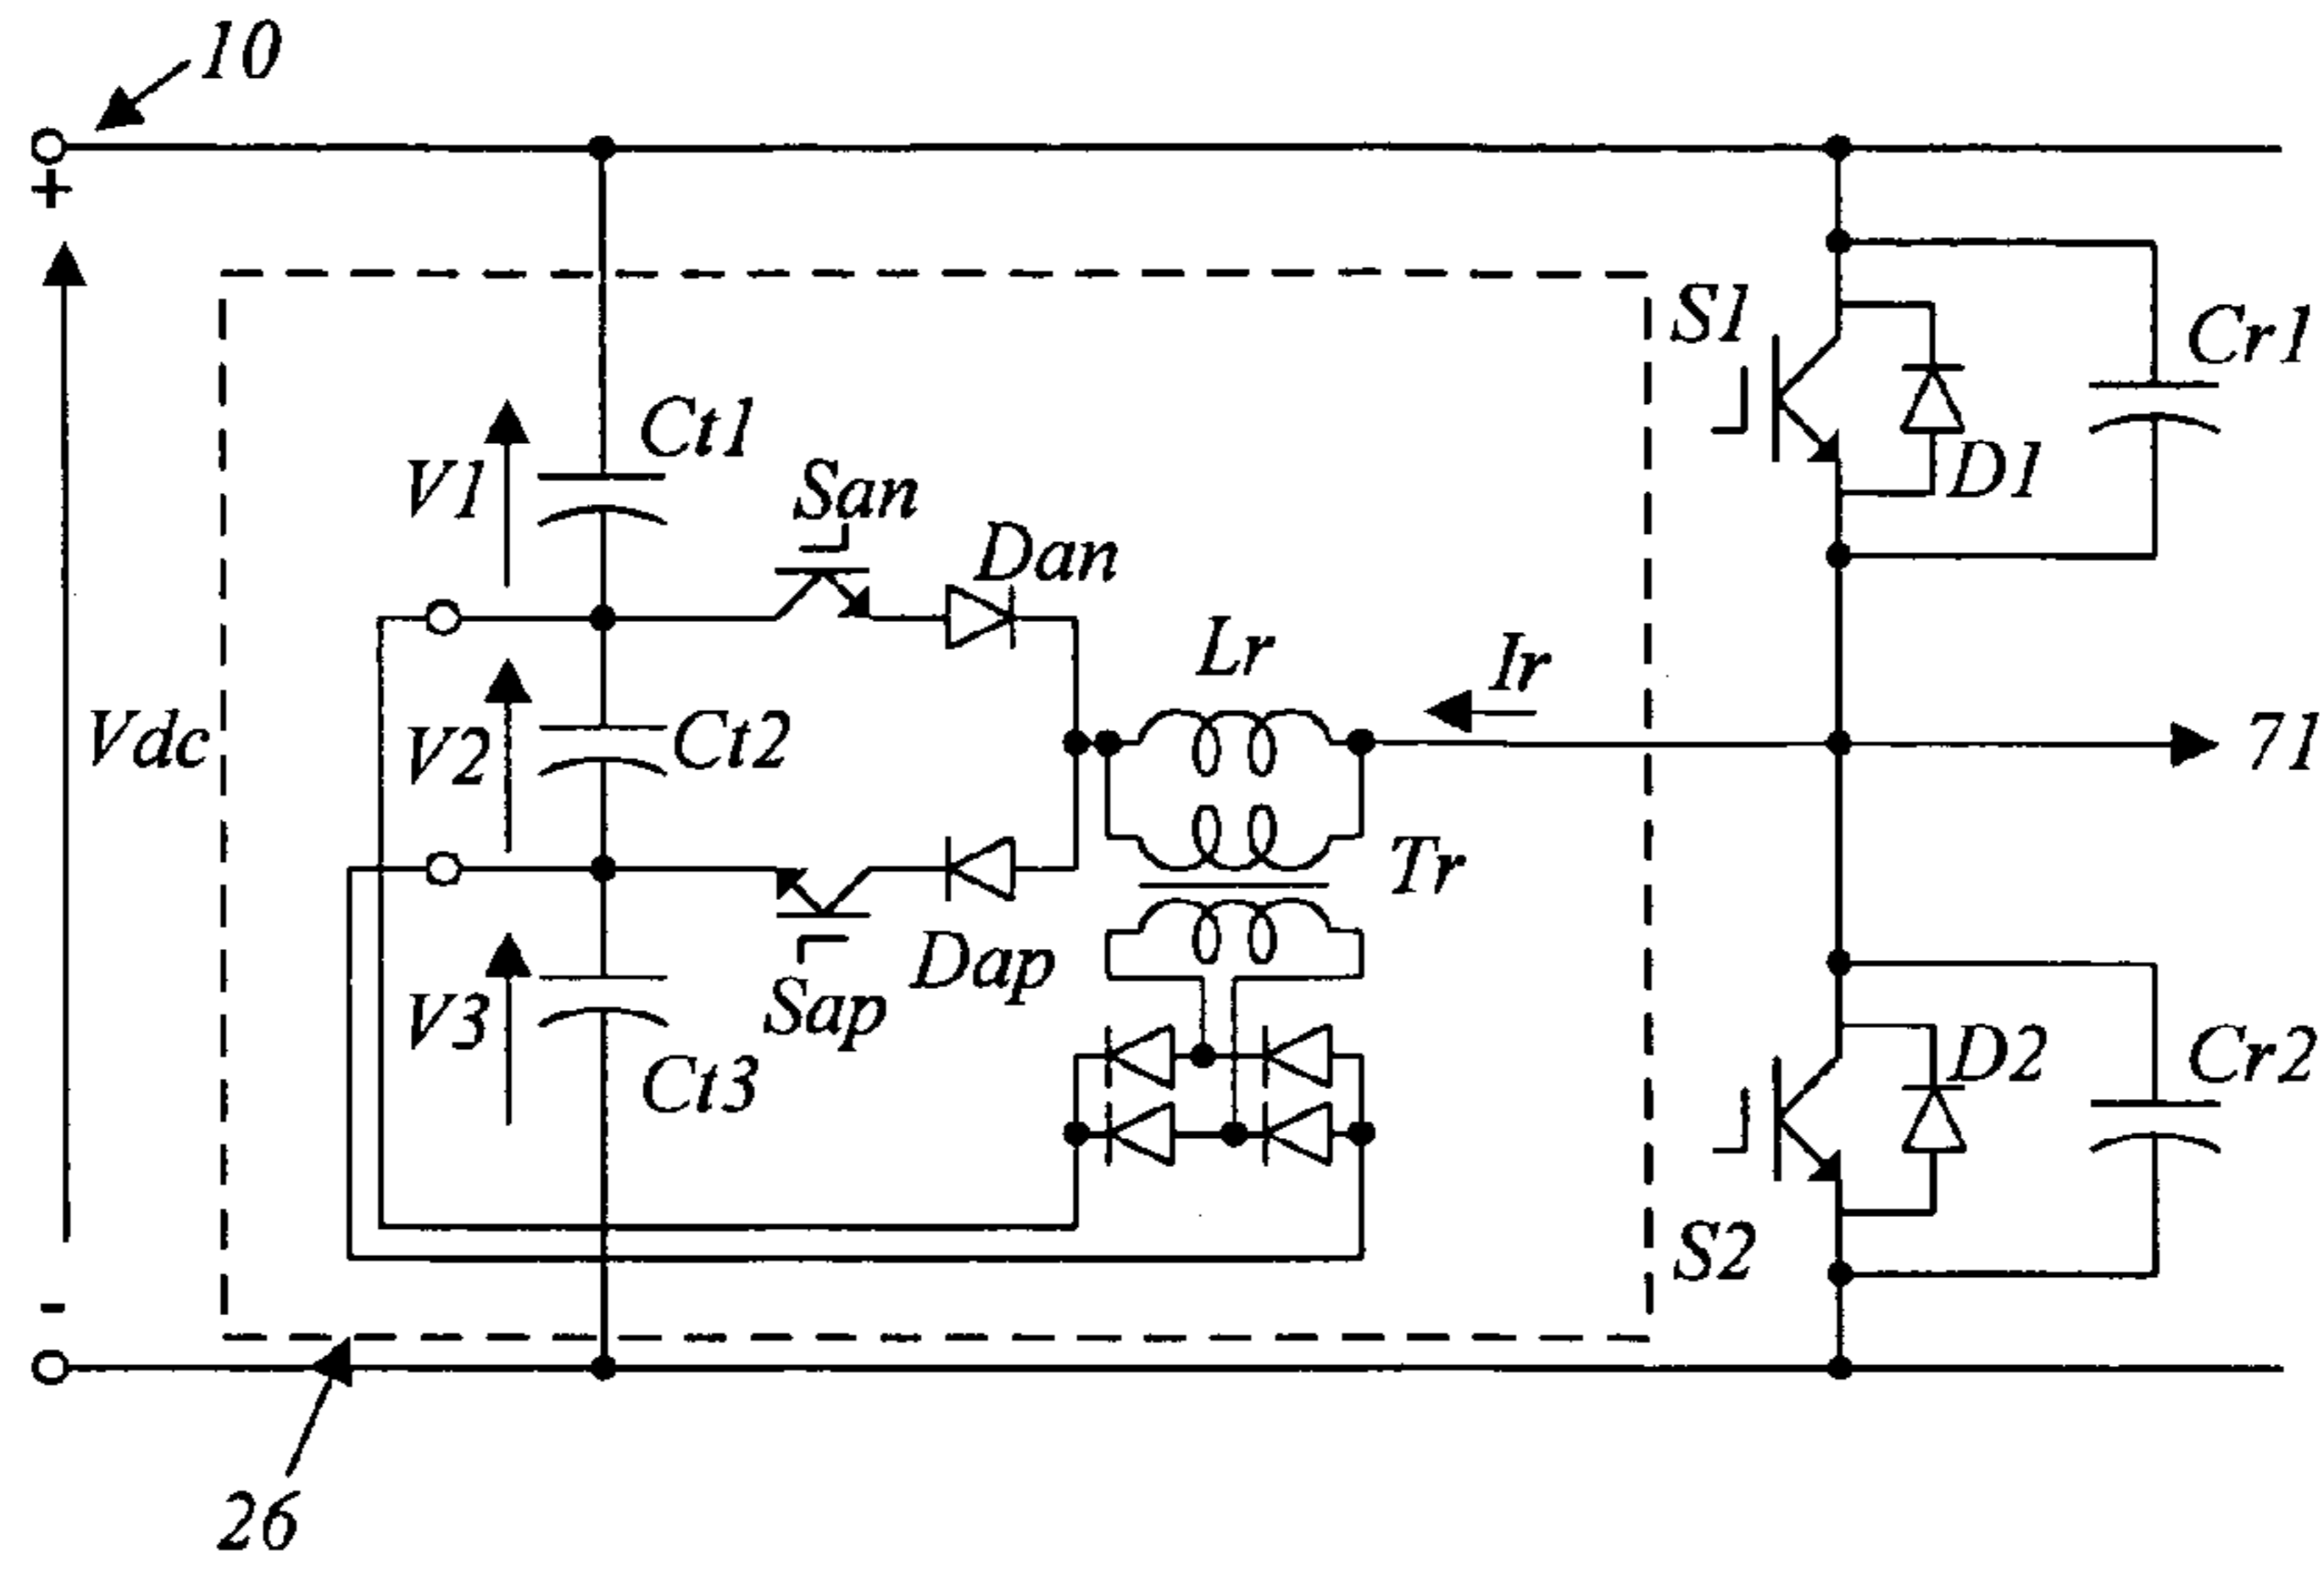 10
+
S1
Cr1
Ct1
V1
San
D1
Dan
Lr
Ir
Vdc
V2
Ct2
71
Tr
Dap
V3
Sap
D2
Cr2
Ct3
S2
-
26